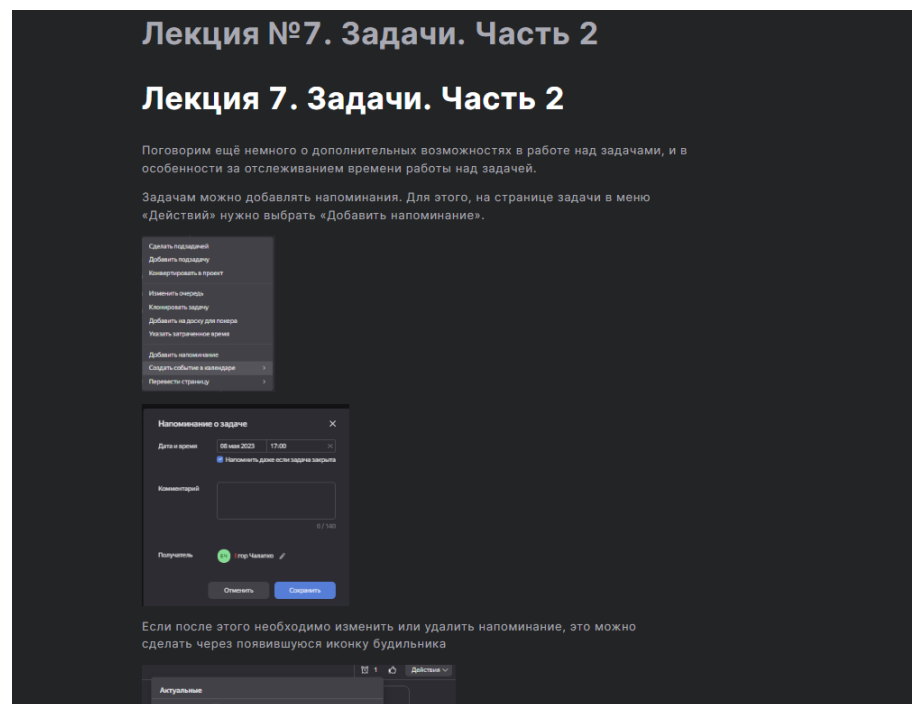 Лекция №7. Задачи. Часть 2
Лекция 7. Задачи. Часть 2
Поговорим ещё немного о дополнительных возможностях в работе над задачами, и в
особенности за отслеживанием времени работы над задачей.
Задачам можно добавлять напоминания. Для этого, на странице задачи в меню
«Действий» нужно выбрать «Добавить напоминание».
Сделать подзадачей
Добавить подзадачу
Конвертировать в проект
Изменить очередь
Клонировать задачу
Добавить на доску для покера
Указать затраченное время
Добавить напоминание
Создать событие в календаре
Перевести страницу
Напоминание о задаче
Дата и время 08 мая 2023 17:00
Напомнить даже если задача закрыта
Комментарий
0 / 140
Получатель
Отменить Сохранить
Если после этого необходимо изменить или удалить напоминание, это можно
сделать через появившуюся иконку будильника
1 Действия
Актуальные